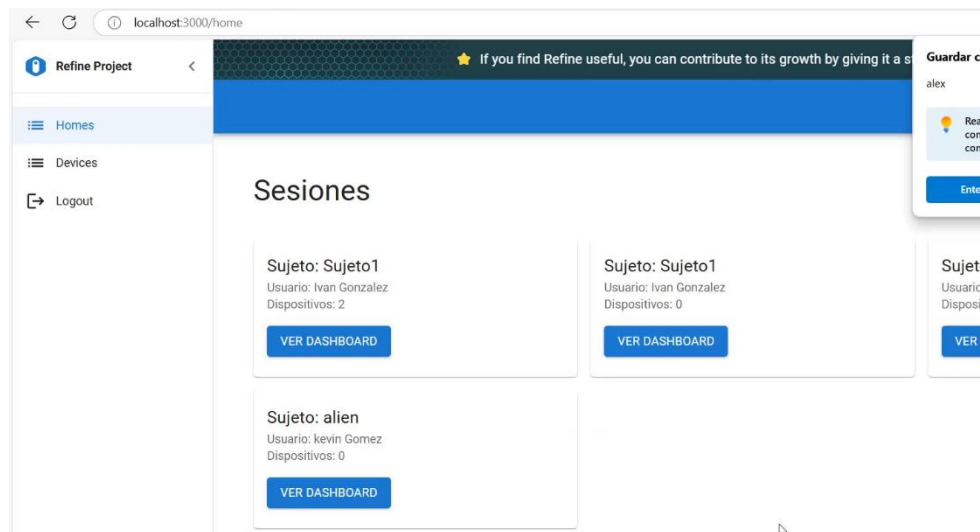 localhost:3000/home
Refine Project
If you find Refine useful, you can contribute to its growth by giving it a
Guardar
alex
Homes
Devices
Logout
Sesiones
Sujeto: Sujeto1
Usuario: Ivan Gonzalez
Dispositivos: 2
VER DASHBOARD
Sujeto: Sujeto1
Usuario: Ivan Gonzalez
Dispositivos: 0
VER DASHBOARD
VER
Sujeto: alien
Usuario: kevin Gomez
Dispositivos: 0
VER DASHBOARD